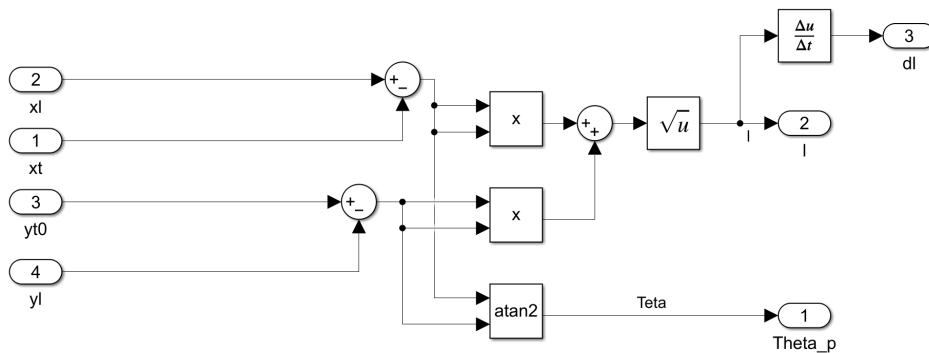 Δu
Δt
3
dl
2
xl
+
−
x
+
+
√u
l
2
l
1
xt
3
yt0
+
−
x
4
yl
atan2
Teta
1
Theta_p